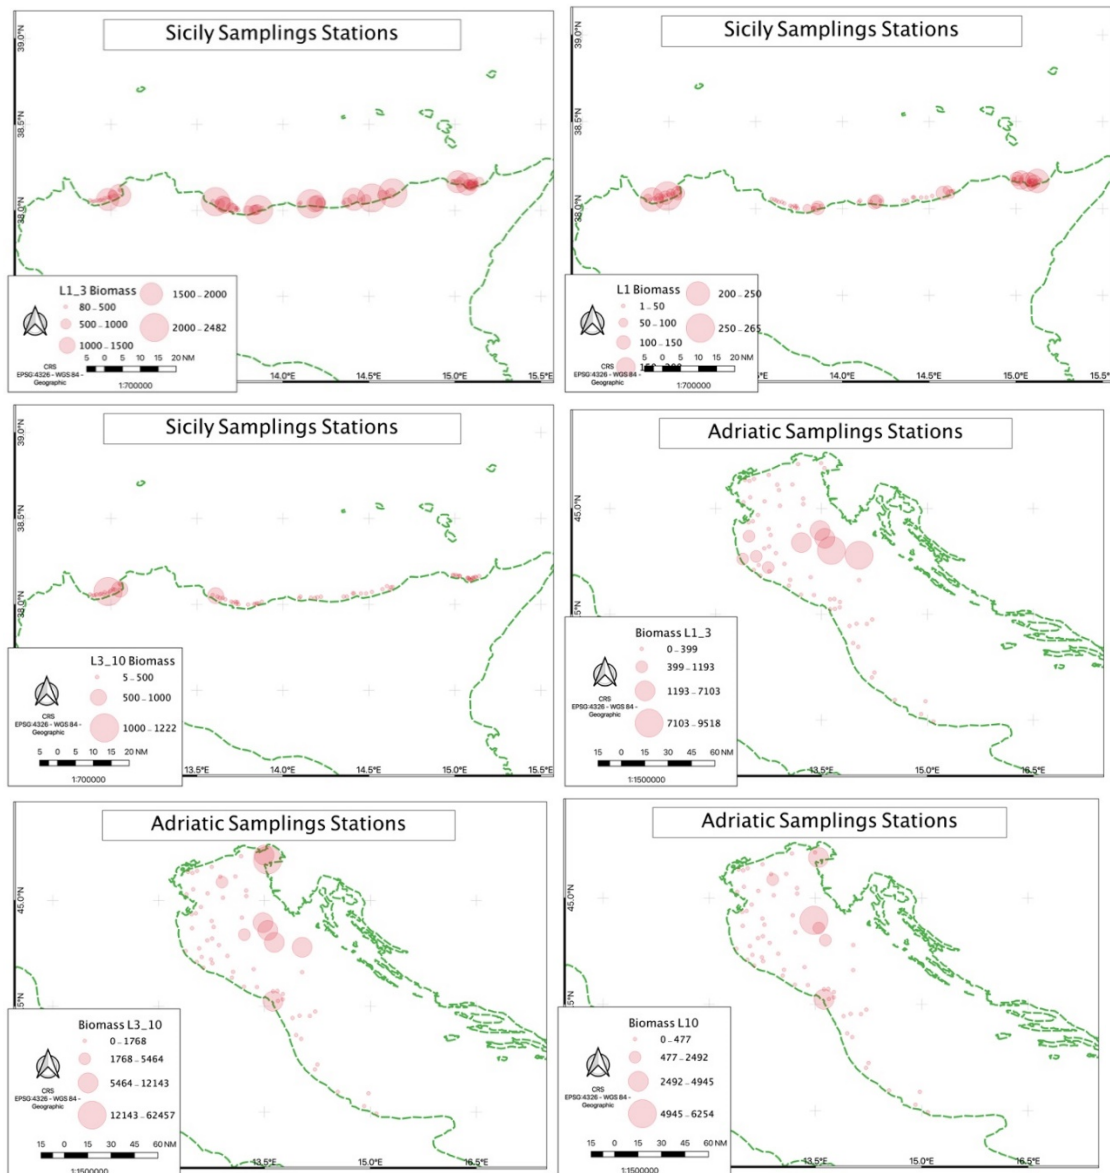 Sicily Samplings Stations
39.0°N
38.5°N
38.0°N
L1_3 Biomass
80 – 500
500 – 1000
1000 – 1500
1500 – 2000
2000 – 2482
CRS
EPSG:4326 - WGS 84 -
Geographic
5 0 5 10 15 20 NM
1:700000
14.0°E
14.5°E
15.0°E
15.5°E
Sicily Samplings Stations
39.0°N
38.5°N
38.0°N
L1 Biomass
1 – 50
50 – 100
100 – 150
200 – 250
250 – 265
CRS
EPSG:4326 - WGS 84 -
Geographic
5 0 5 10 15 20 NM
1:700000
14.0°E
14.5°E
15.0°E
15.5°E
Sicily Samplings Stations
39.0°N
38.5°N
38.0°N
L3_10 Biomass
5 – 500
500 – 1000
1000 – 1222
CRS
EPSG:4326 - WGS 84 -
Geographic
5 0 5 10 15 20 NM
1:700000
13.5°E
14.0°E
14.5°E
15.0°E
15.5°E
Adriatic Samplings Stations
45.0°N
Biomass L1_3
0 – 399
399 – 1193
1193 – 7103
7103 – 9518
CRS
EPSG:4326 - WGS 84 -
Geographic
15 0 15 30 45 60 NM
1:1500000
13.5°E
15.0°E
16.5°E
Adriatic Samplings Stations
45.0°N
Biomass L3_10
0 – 1768
1768 – 5464
5464 – 12143
12143 – 62457
CRS
EPSG:4326 - WGS 84 -
Geographic
15 0 15 30 45 60 NM
1:1500000
13.5°E
15.0°E
16.5°E
Adriatic Samplings Stations
45.0°N
Biomass L10
0 – 477
477 – 2492
2492 – 4945
4945 – 6254
CRS
EPSG:4326 - WGS 84 -
Geographic
15 0 15 30 45 60 NM
1:1500000
13.5°E
15.0°E
16.5°E